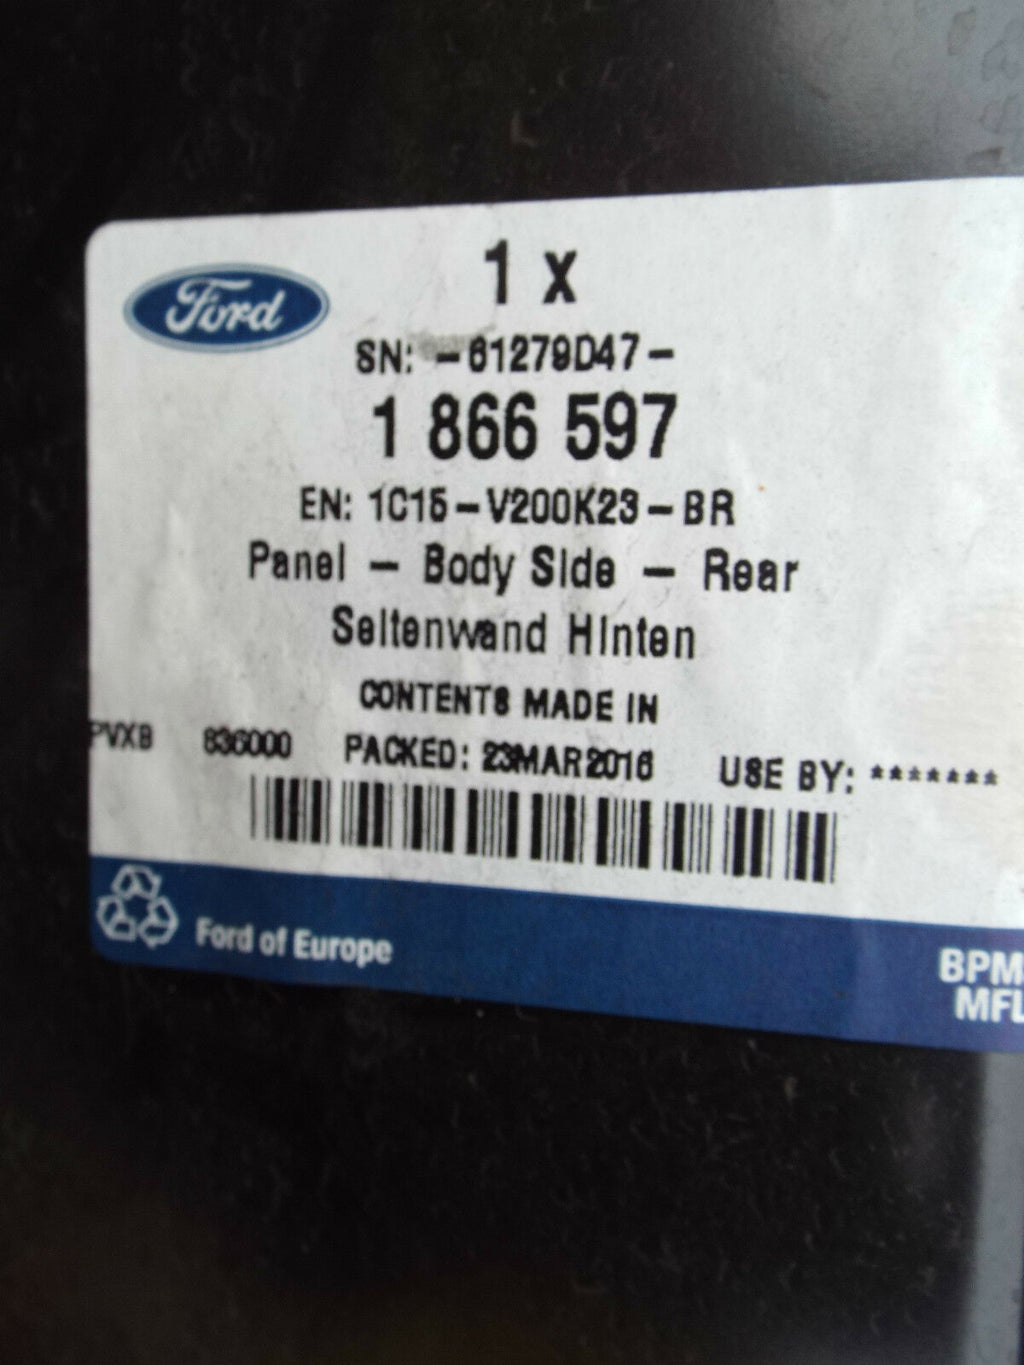 Ford
1 x
SN: -61279D47-
1 866 597
EN: 1C15-V200K23-BR
Panel - Body Side - Rear
Seitenwand Hinten
CONTENTS MADE IN
PVXB 836000 PACKED: 23MAR2016 USE BY: *******
Ford of Europe
BPM
MFL